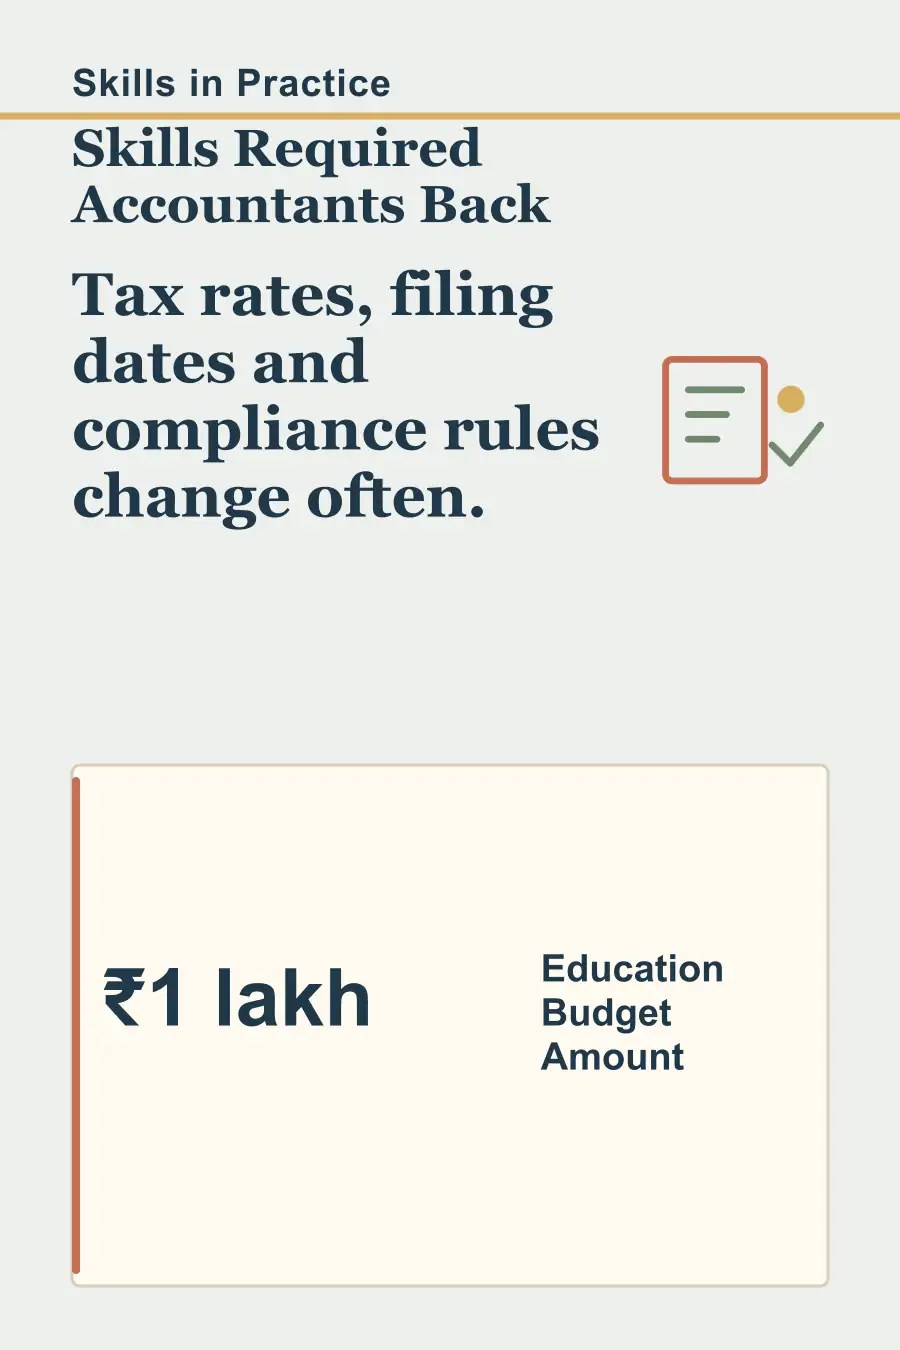 Skills in Practice
Skills Required
Accountants Back
Tax rates, filing
dates and
compliance rules
change often.
₹1 lakh
Education
Budget
Amount